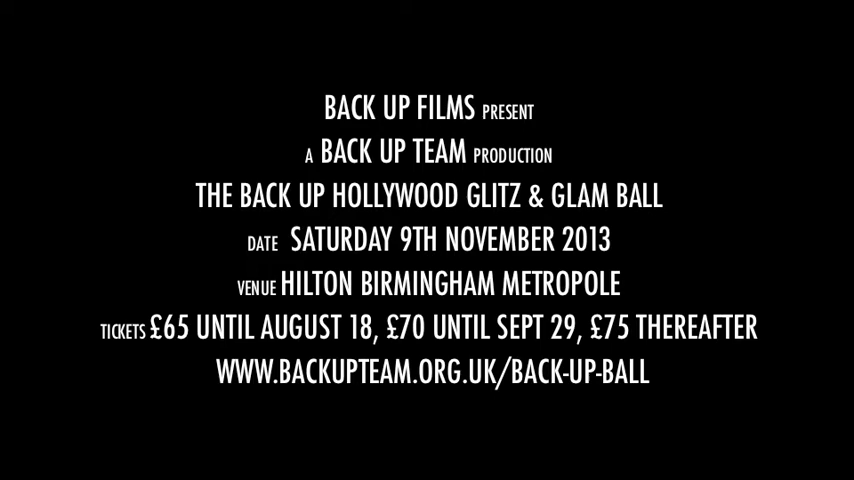 BACK UP FILMS PRESENT
A BACK UP TEAM PRODUCTION
THE BACK UP HOLLYWOOD GLITZ & GLAM BALL
DATE SATURDAY 9TH NOVEMBER 2013
VENUE HILTON BIRMINGHAM METROPOLE
TICKETS £65 UNTIL AUGUST 18, £70 UNTIL SEPT 29, £75 THEREAFTER
WWW.BACKUPTEAM.ORG.UK/BACK-UP-BALL